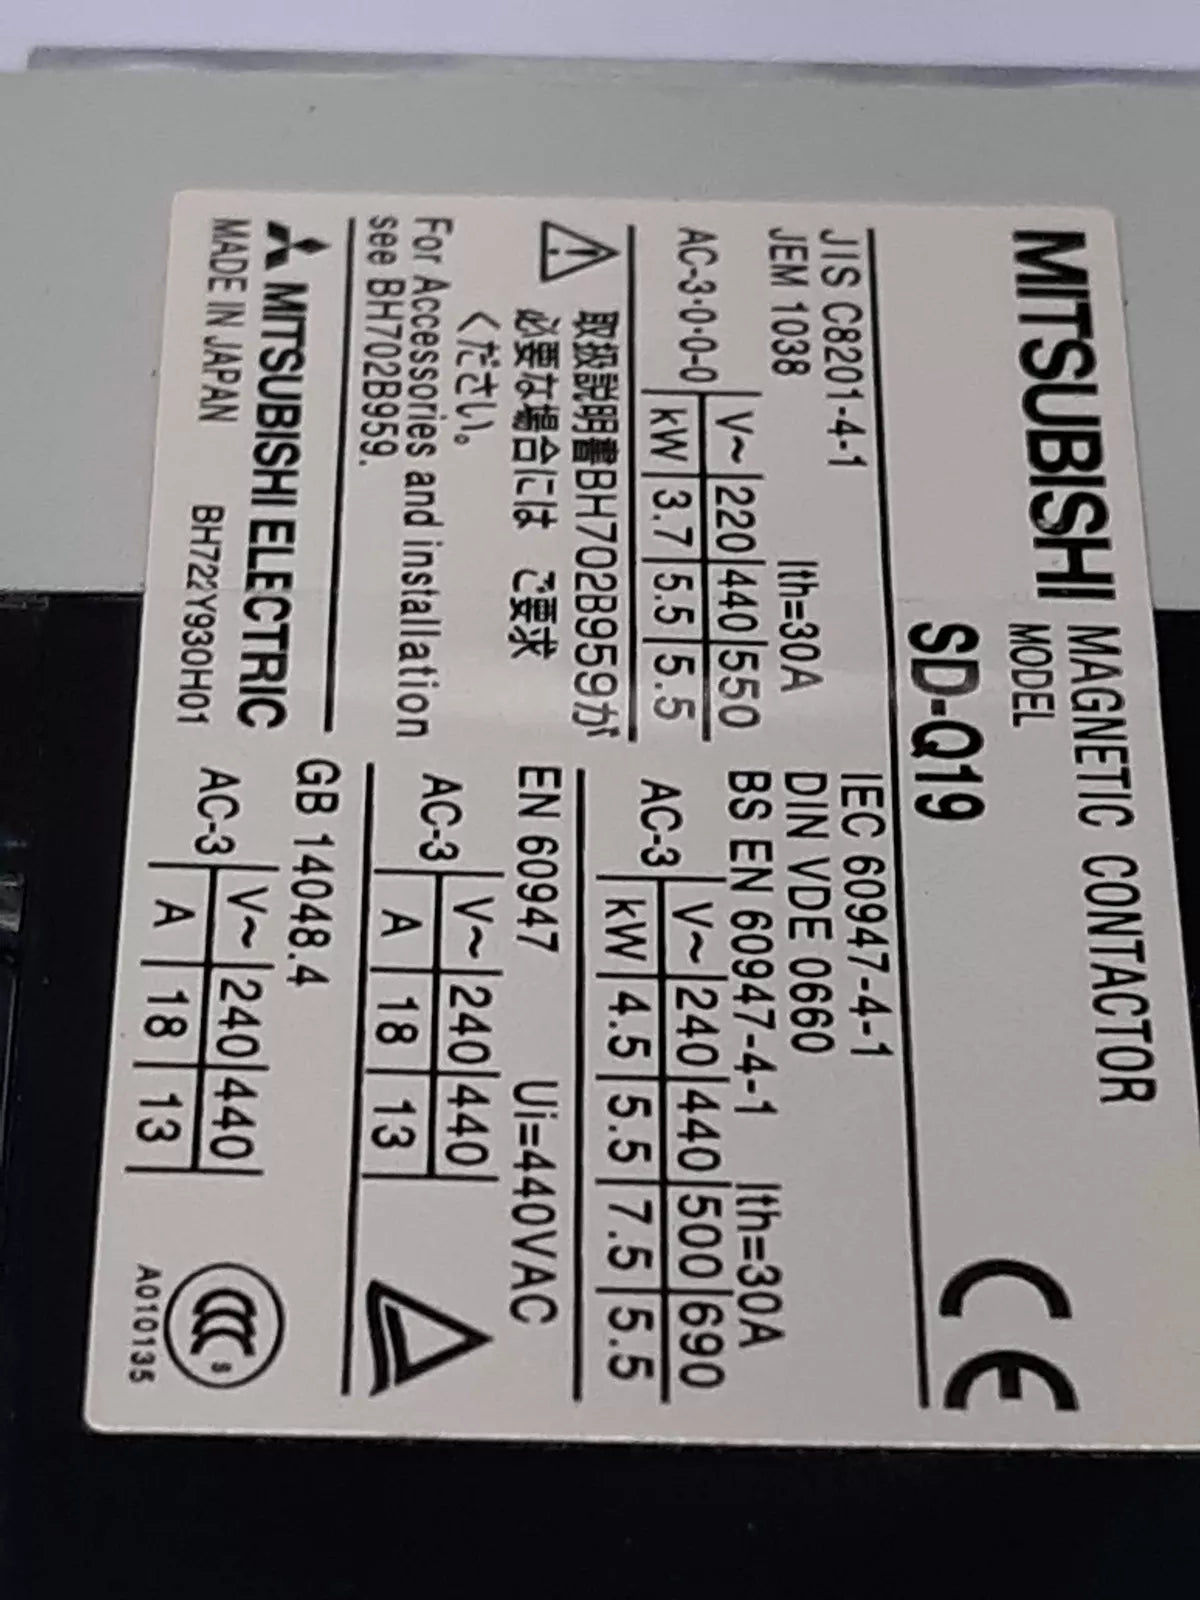 MITSUBISHI MAGNETIC CONTACTOR
MODEL
SD-Q19
CE
JIS C8201-4-1
JEM 1038 Ith=30A
AC-3·0·0-0 V~ 220 440 550
kW 3.7 5.5 5.5
取扱説明書BH702B959が
必要な場合には ご要求
ください。
For Accessories and installation
see BH702B959.
MITSUBISHI ELECTRIC
MADE IN JAPAN BH722Y930H01
IEC 60947-4-1
DIN VDE 0660
BS EN 60947-4-1 Ith=30A
AC-3 V~ 240 440 500 690
kW 4.5 5.5 7.5 5.5
EN 60947 Ui=440VAC
AC-3 V~ 240 440
A 18 13
GB 14048.4
AC-3 V~ 240 440
A 18 13
CCC S
A010135